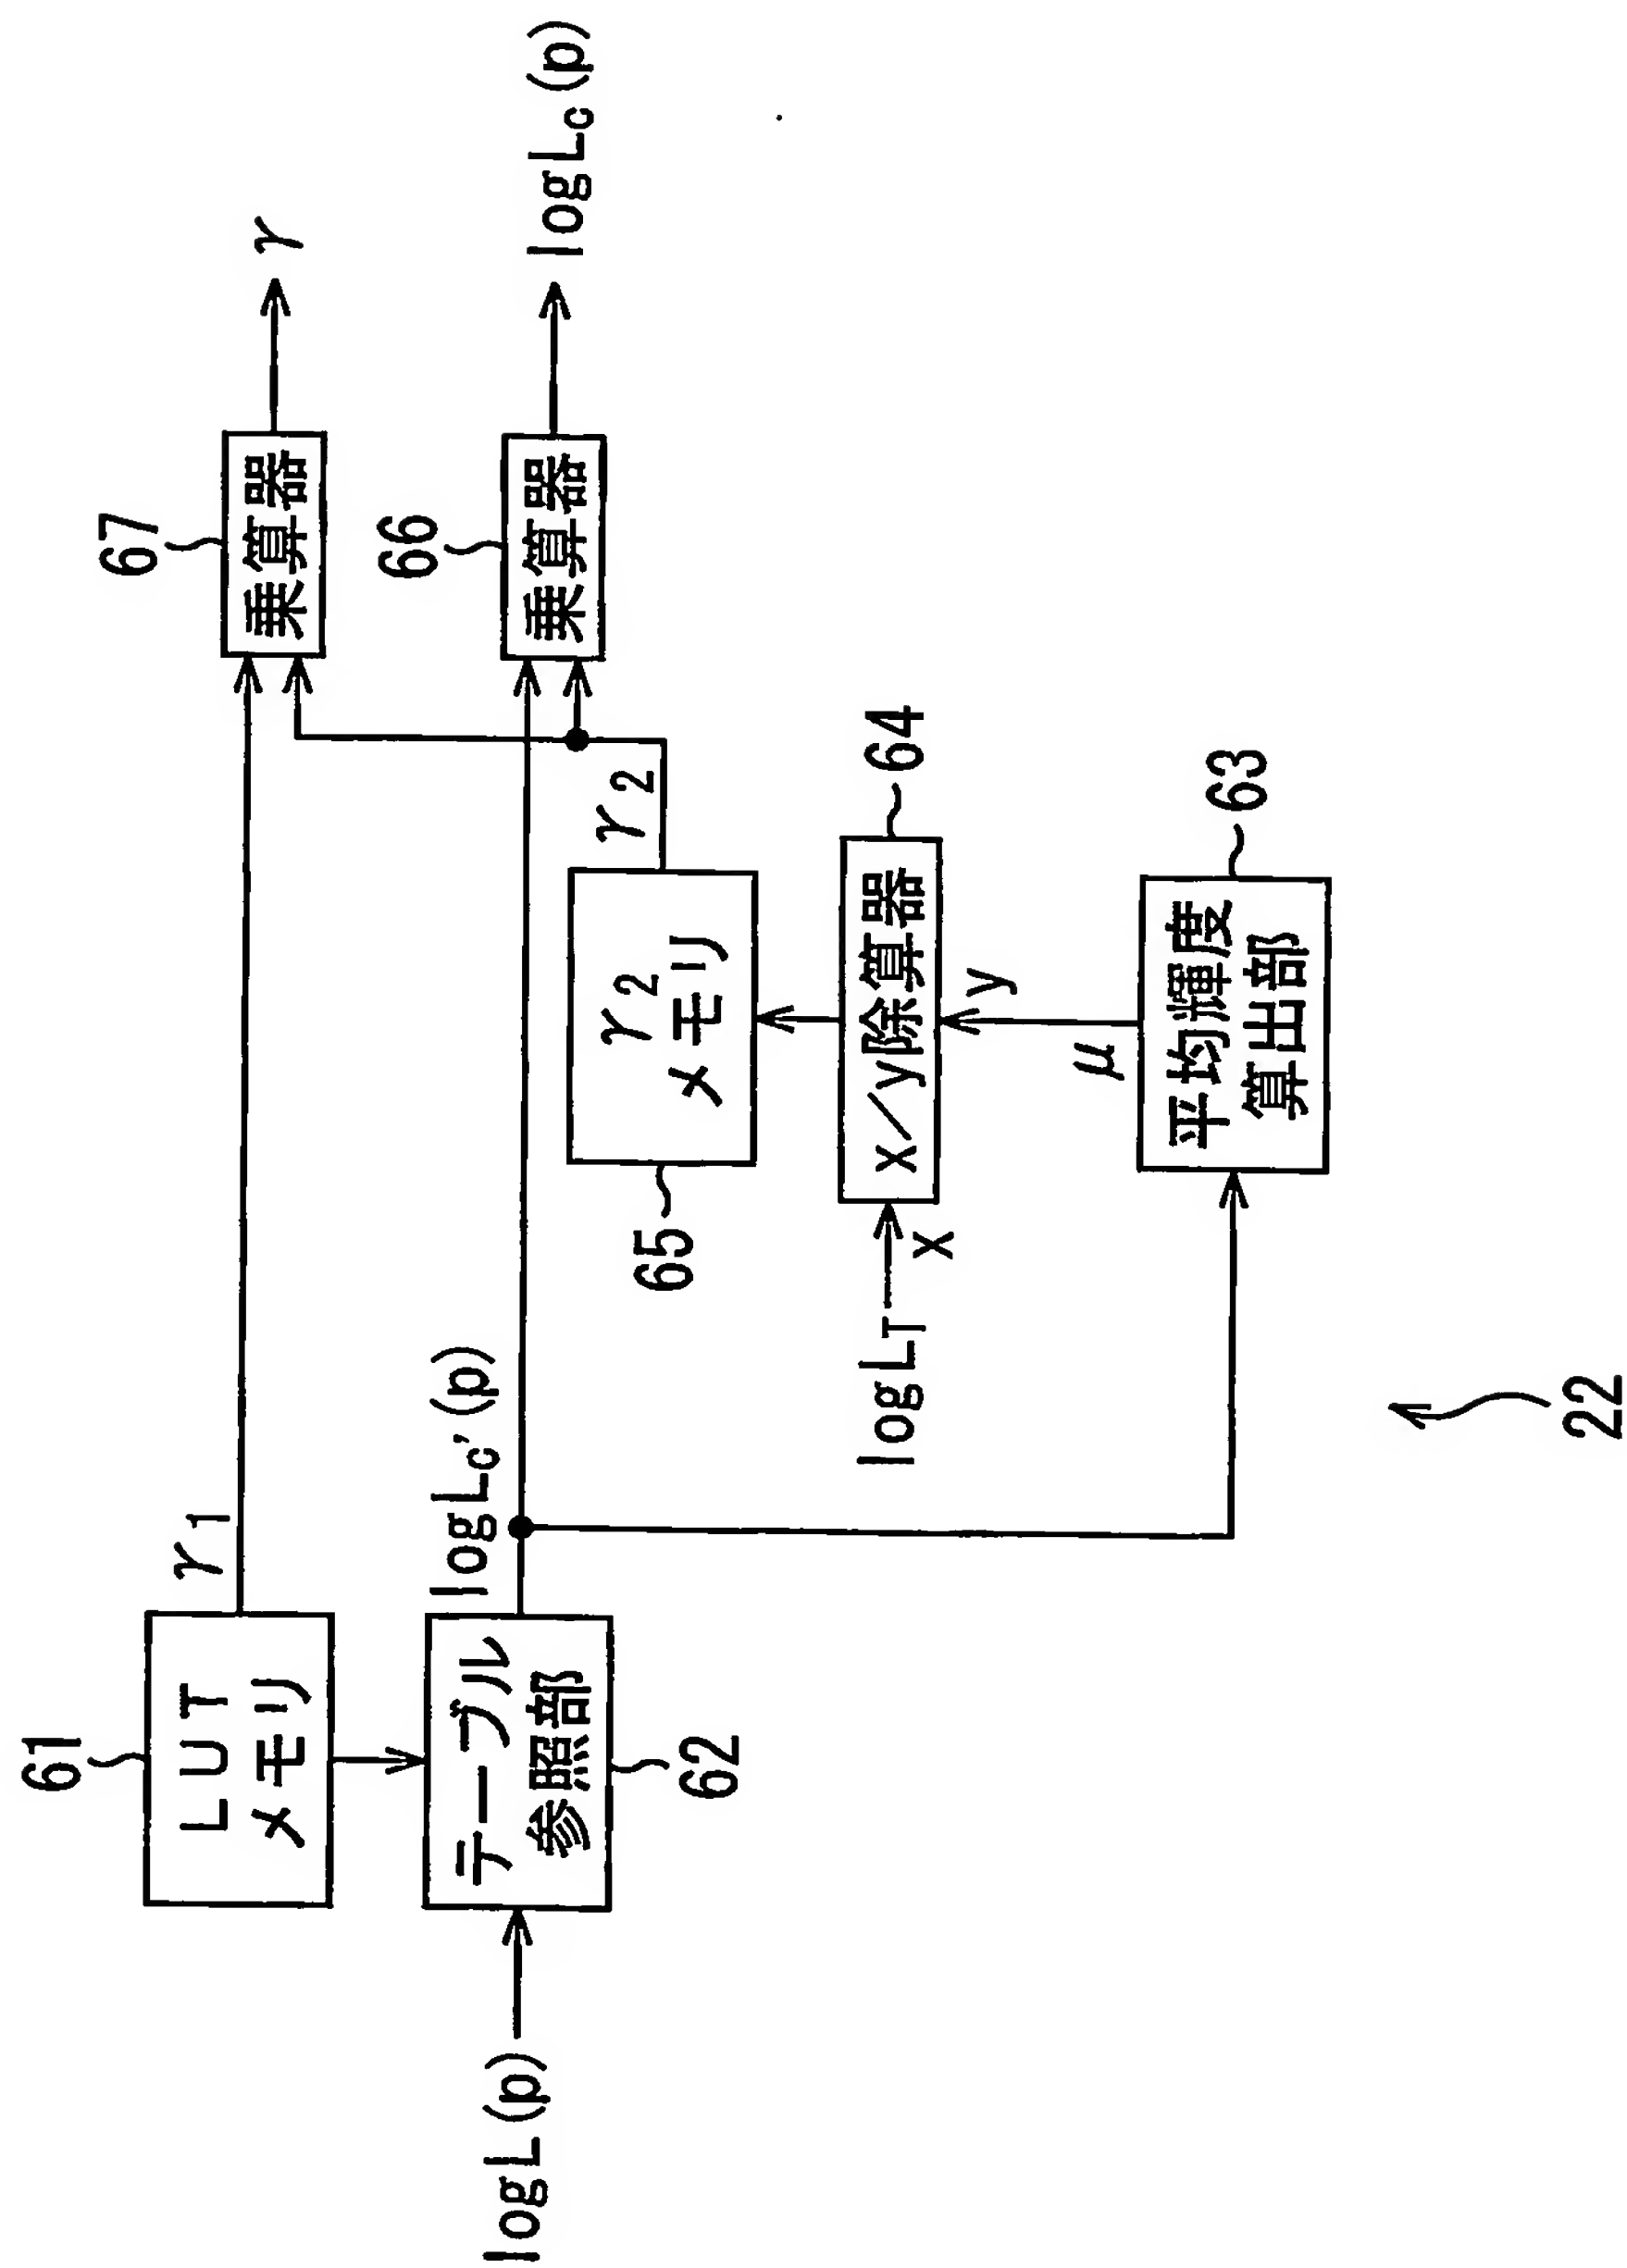 61
LUT
メモリ
γ1
67
乗算器
γ
logL(p)
テーブル
参照部
62
logLc'(p)
66
乗算器
logLc(p)
65
γ2
メモリ
γ2
logLT
x
x/y除算器
64
y
μ
平均輝度
算出部
63
22